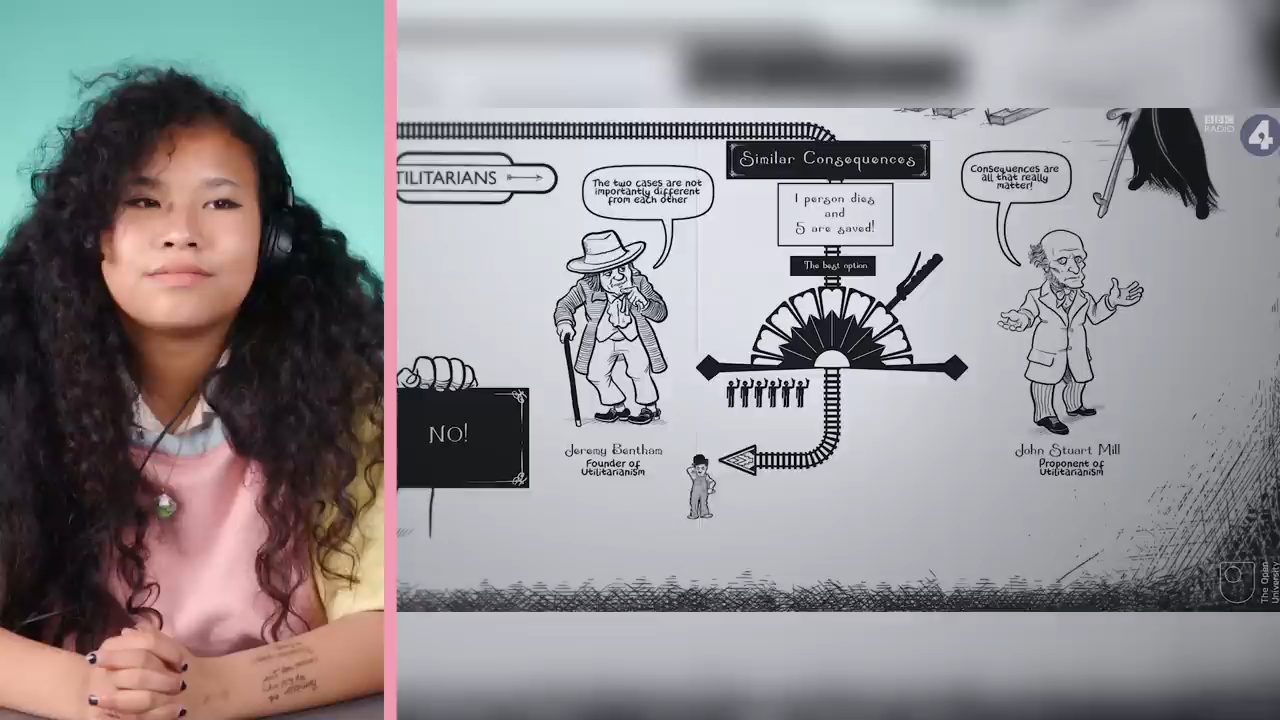 TILITARIANS
The two cases are not
importantly different
from each other
Similar Consequences
1 person dies
and
5 are saved!
The best option
Consequences are
all that really
matter!
BBC
RADIO
4
NO!
Jeremy Bentham
Founder of
Utilitarianism
John Stuart Mill
Proponent of
Utilitarianism
The Open
University